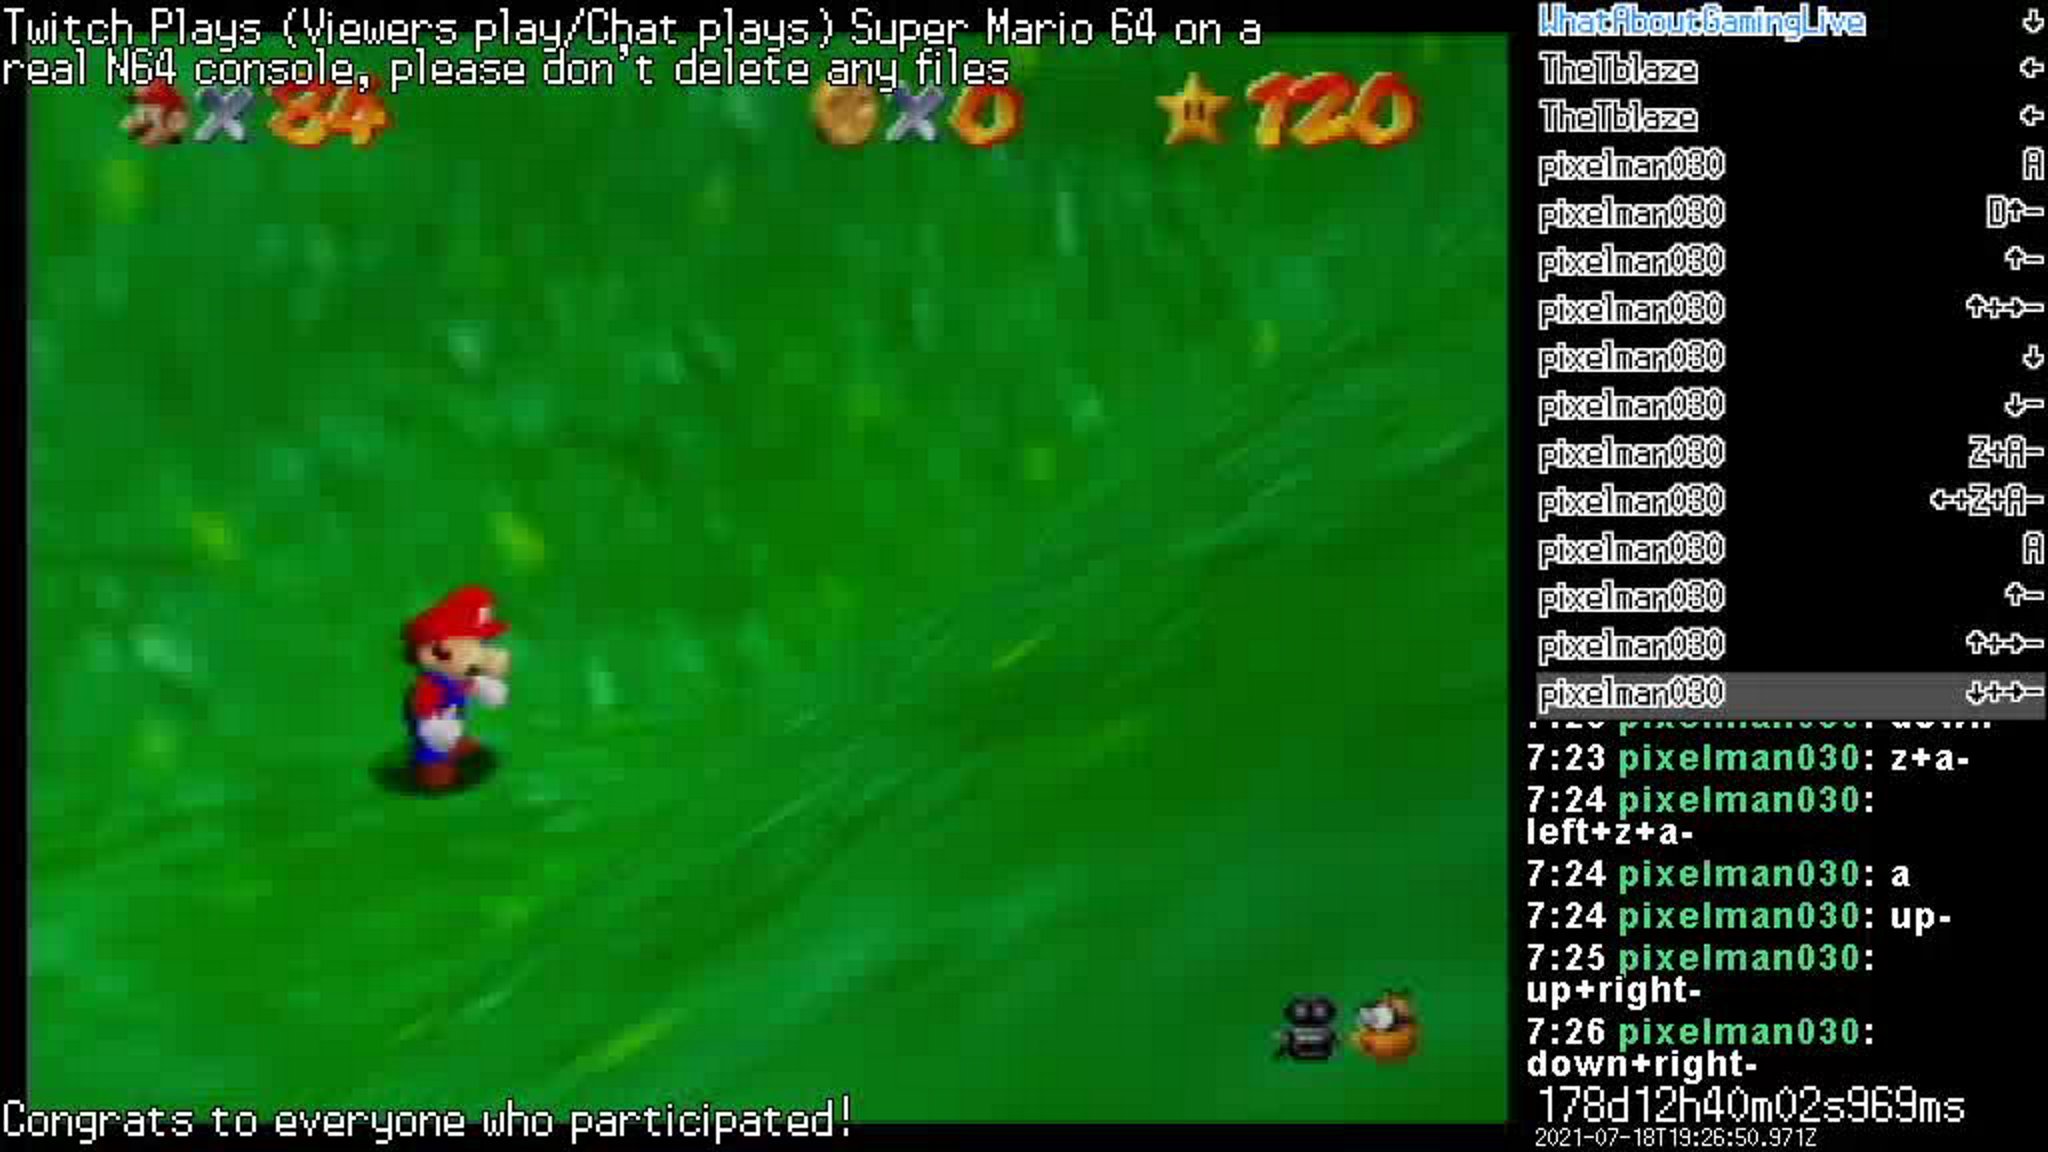 Twitch Plays (Viewers play/Chat plays) Super Mario 64 on a
real N64 console, please don't delete any files
x 84
x 0
120
Congrats to everyone who participated!
WhatAboutGamingLive ↓
TheTblaze ←
TheTblaze ←
pixelman030 A
pixelman030 D↑-
pixelman030 ↑-
pixelman030 ↑+→-
pixelman030 ↓
pixelman030 ↓-
pixelman030 Z+A-
pixelman030 ←+Z+A-
pixelman030 A
pixelman030 ↑-
pixelman030 ↑+→-
pixelman030 ↓+→-
7:23 pixelman030: z+a-
7:24 pixelman030:
left+z+a-
7:24 pixelman030: a
7:24 pixelman030: up-
7:25 pixelman030:
up+right-
7:26 pixelman030:
down+right-
178d12h40m02s969ms
2021-07-18T19:26:50.971Z